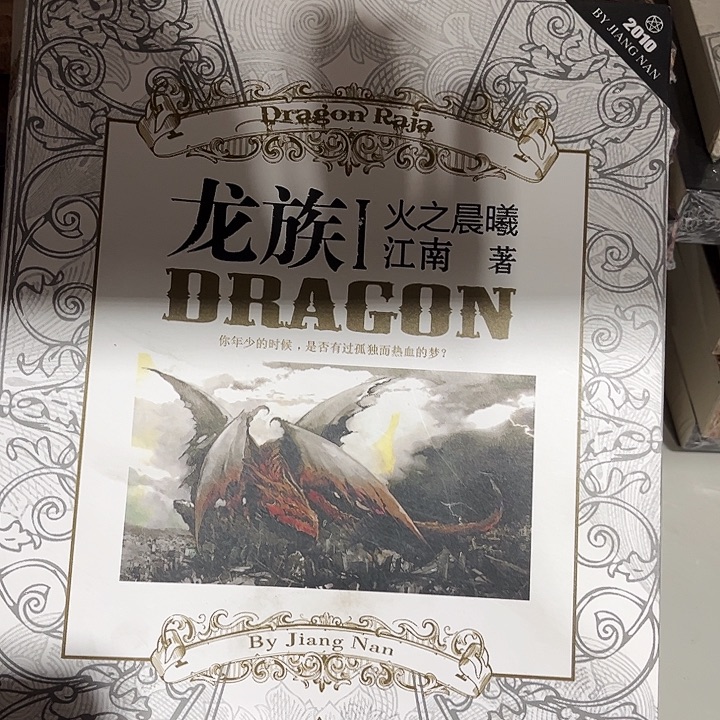 2010
BY JIANG NAN
Dragon Raja
龙族Ⅰ 火之晨曦
江南 著
DRAGON
你年少的时候，是否有过孤独而热血的梦？
By Jiang Nan